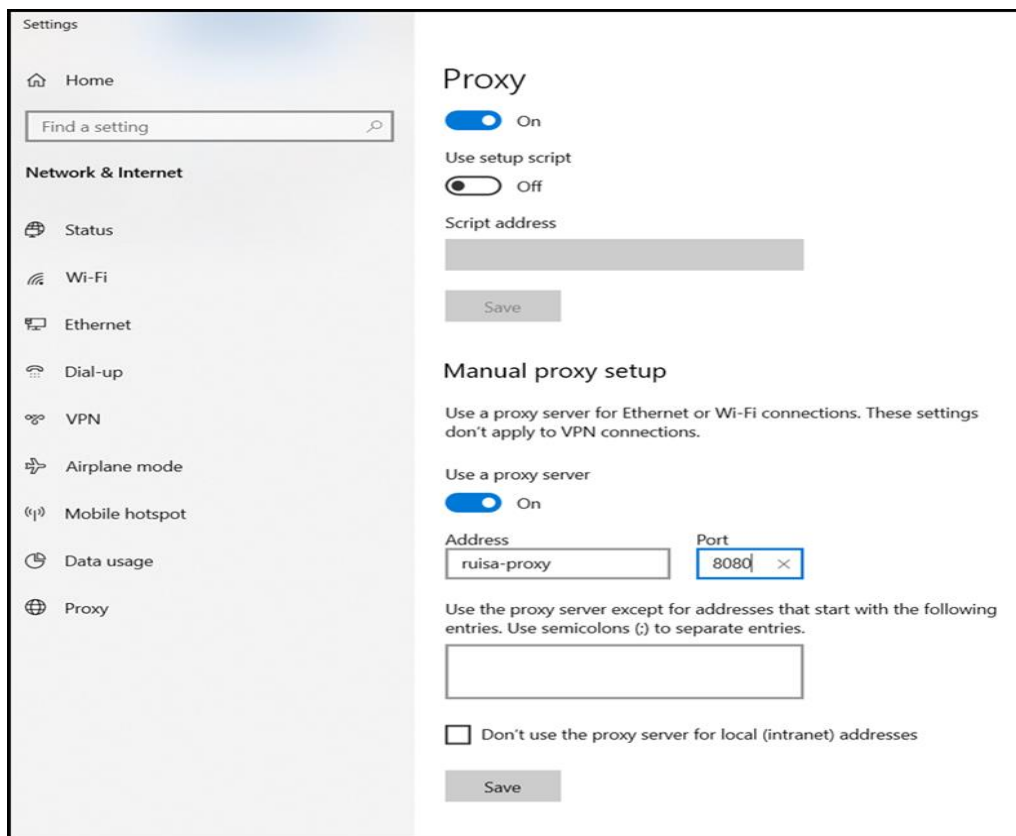 Settings
Home
Find a setting
Network & Internet
Status
Wi-Fi
Ethernet
Dial-up
VPN
Airplane mode
Mobile hotspot
Data usage
Proxy
Proxy
On
Use setup script
Off
Script address
Save
Manual proxy setup
Use a proxy server for Ethernet or Wi-Fi connections. These settings
don't apply to VPN connections.
Use a proxy server
On
Address Port
ruisa-proxy 8080
Use the proxy server except for addresses that start with the following
entries. Use semicolons (;) to separate entries.
Don't use the proxy server for local (intranet) addresses
Save